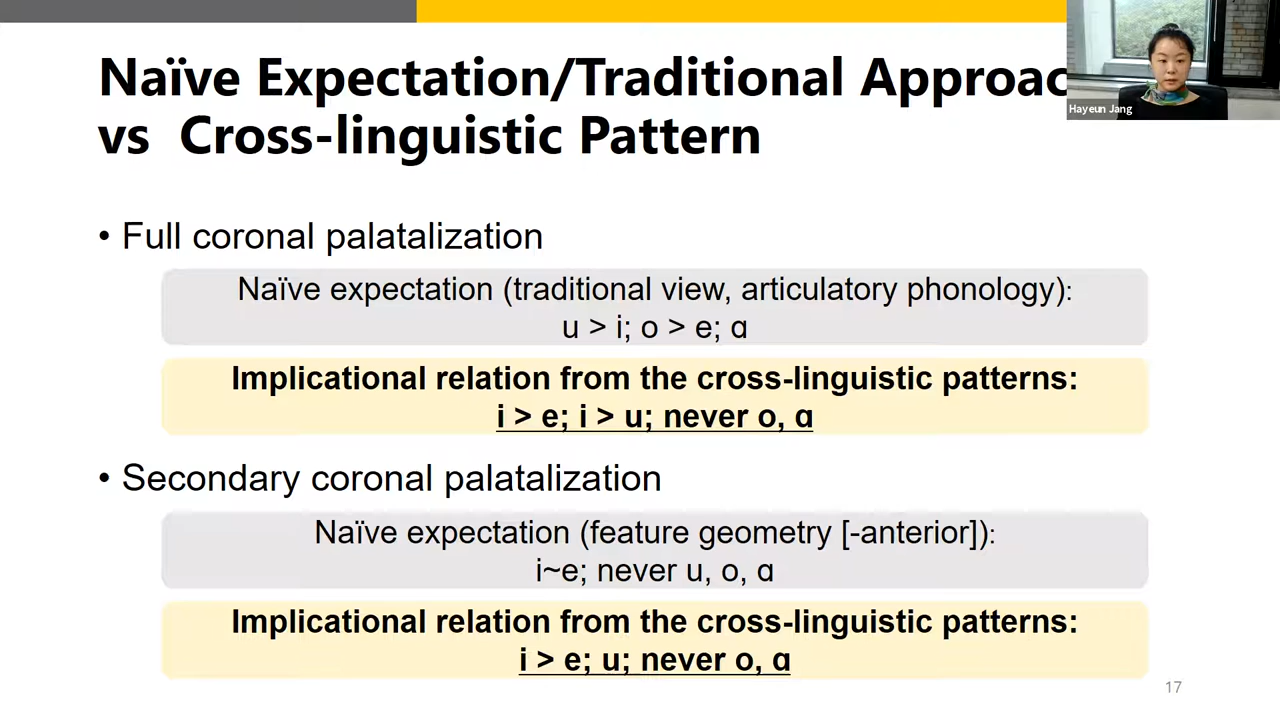 Naïve Expectation/Traditional Approac
vs Cross-linguistic Pattern
Hayeun Jang
• Full coronal palatalization
Naïve expectation (traditional view, articulatory phonology):
u > i; o > e; ɑ
Implicational relation from the cross-linguistic patterns:
i > e; i > u; never o, ɑ
• Secondary coronal palatalization
Naïve expectation (feature geometry [-anterior]):
i~e; never u, o, ɑ
Implicational relation from the cross-linguistic patterns:
i > e; u; never o, ɑ
17